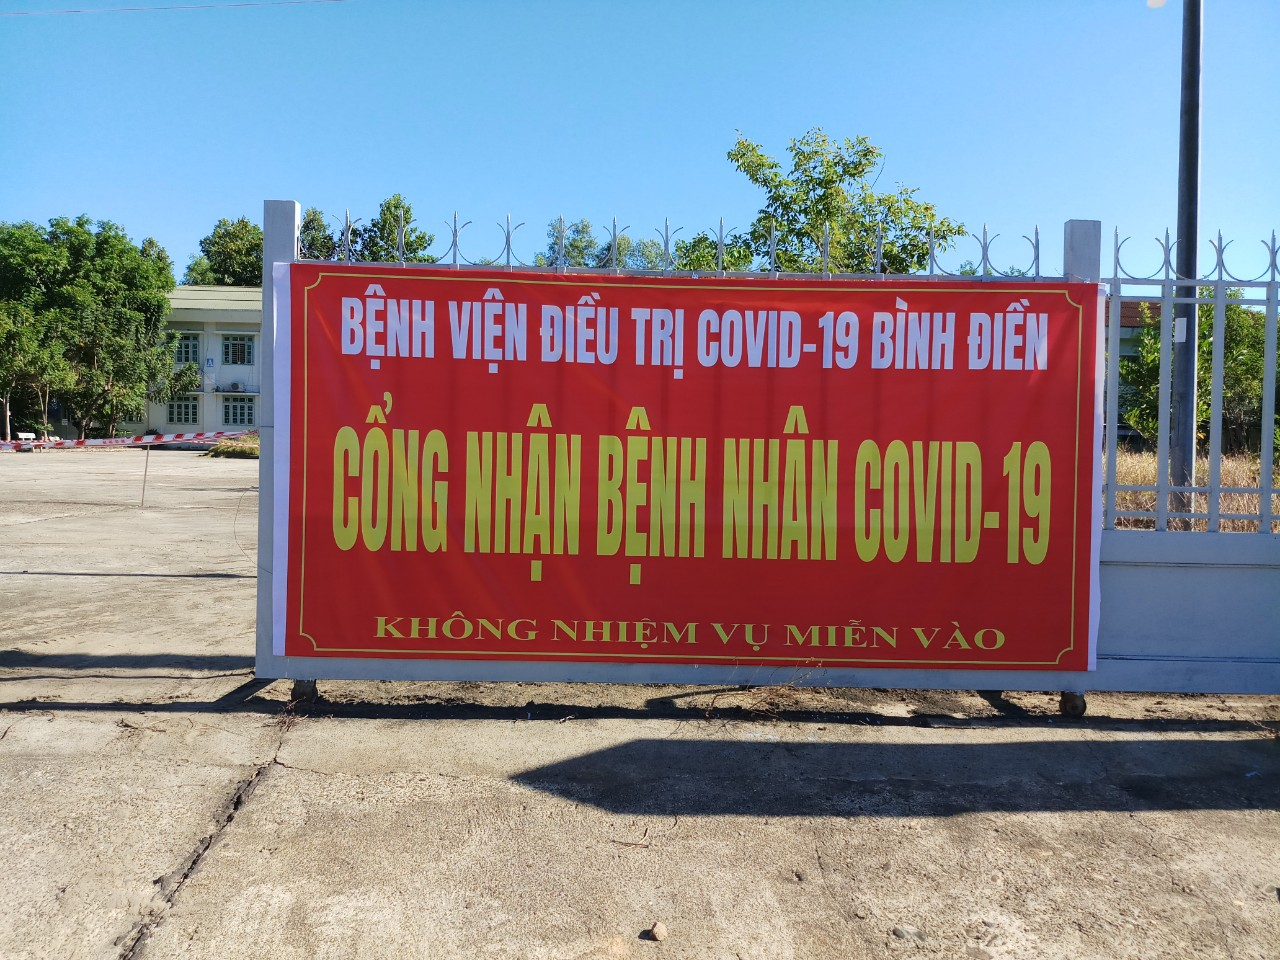 BỆNH VIỆN ĐIỀU TRỊ COVID-19 BÌNH ĐIỀN
CỔNG NHẬN BỆNH NHÂN COVID-19
KHÔNG NHIỆM VỤ MIỄN VÀO
A